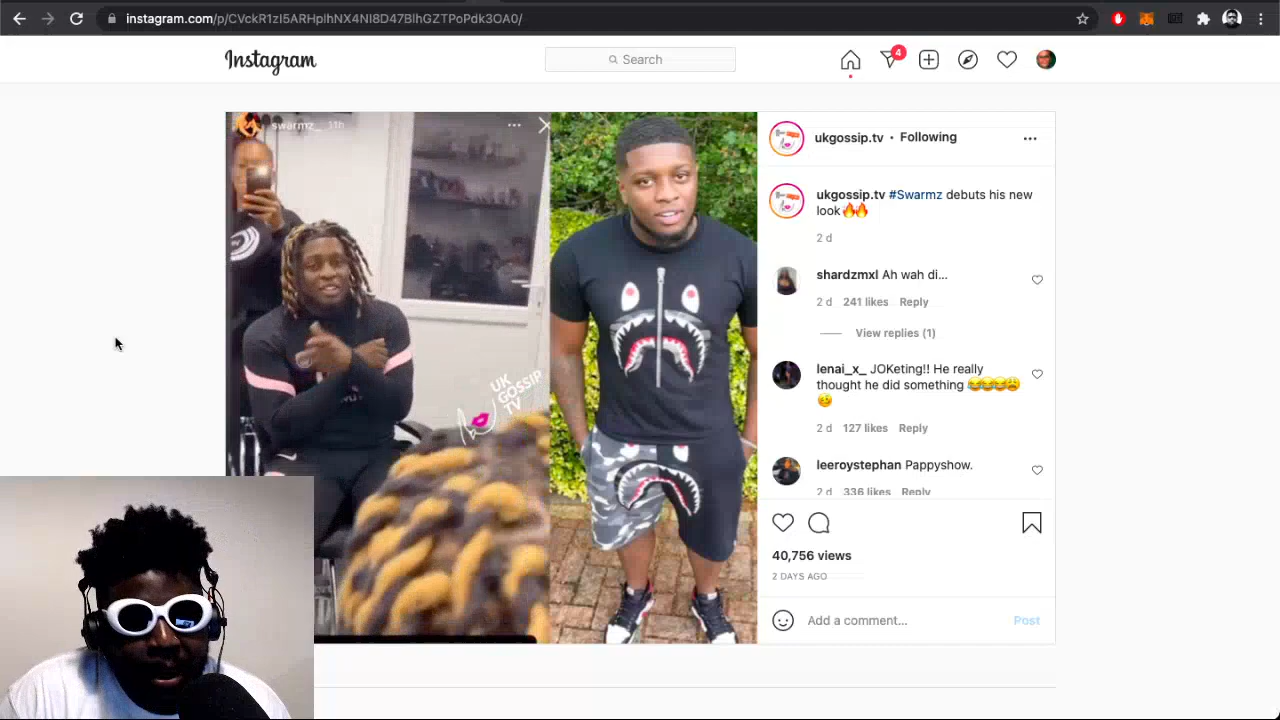 instagram.com/p/CVckR1zI5ARHplhNX4NI8D47BlhGZTPoPdk3OA0/
Instagram
Search
4
swarmz_ 11h
UK
GOSSIP
TV
ukgossip.tv • Following
ukgossip.tv #Swarmz debuts his new
look🔥🔥
2 d
shardzmxl Ah wah di...
2 d 241 likes Reply
View replies (1)
lenai_x_ JOKeting!! He really
thought he did something 😂😂😂😩
🥴
2 d 127 likes Reply
leeroystephan Pappyshow.
2 d 336 likes Reply
40,756 views
2 DAYS AGO
Add a comment...
Post